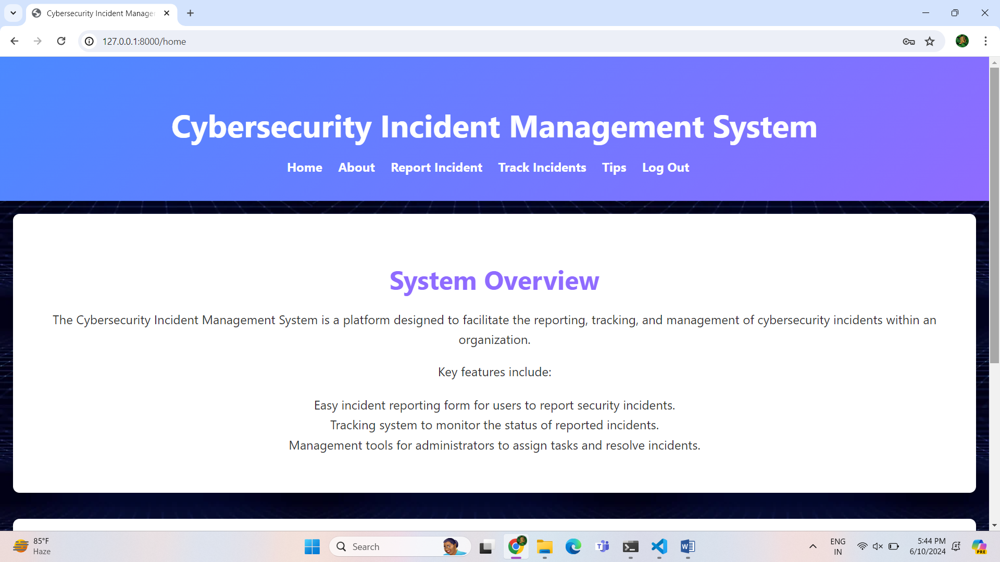 Cybersecurity Incident Manager
127.0.0.1:8000/home
Cybersecurity Incident Management System
Home About Report Incident Track Incidents Tips Log Out
System Overview
The Cybersecurity Incident Management System is a platform designed to facilitate the reporting, tracking, and management of cybersecurity incidents within an
organization.
Key features include:
Easy incident reporting form for users to report security incidents.
Tracking system to monitor the status of reported incidents.
Management tools for administrators to assign tasks and resolve incidents.
85°F
Haze
Search
ENG
IN
5:44 PM
6/10/2024
PRE